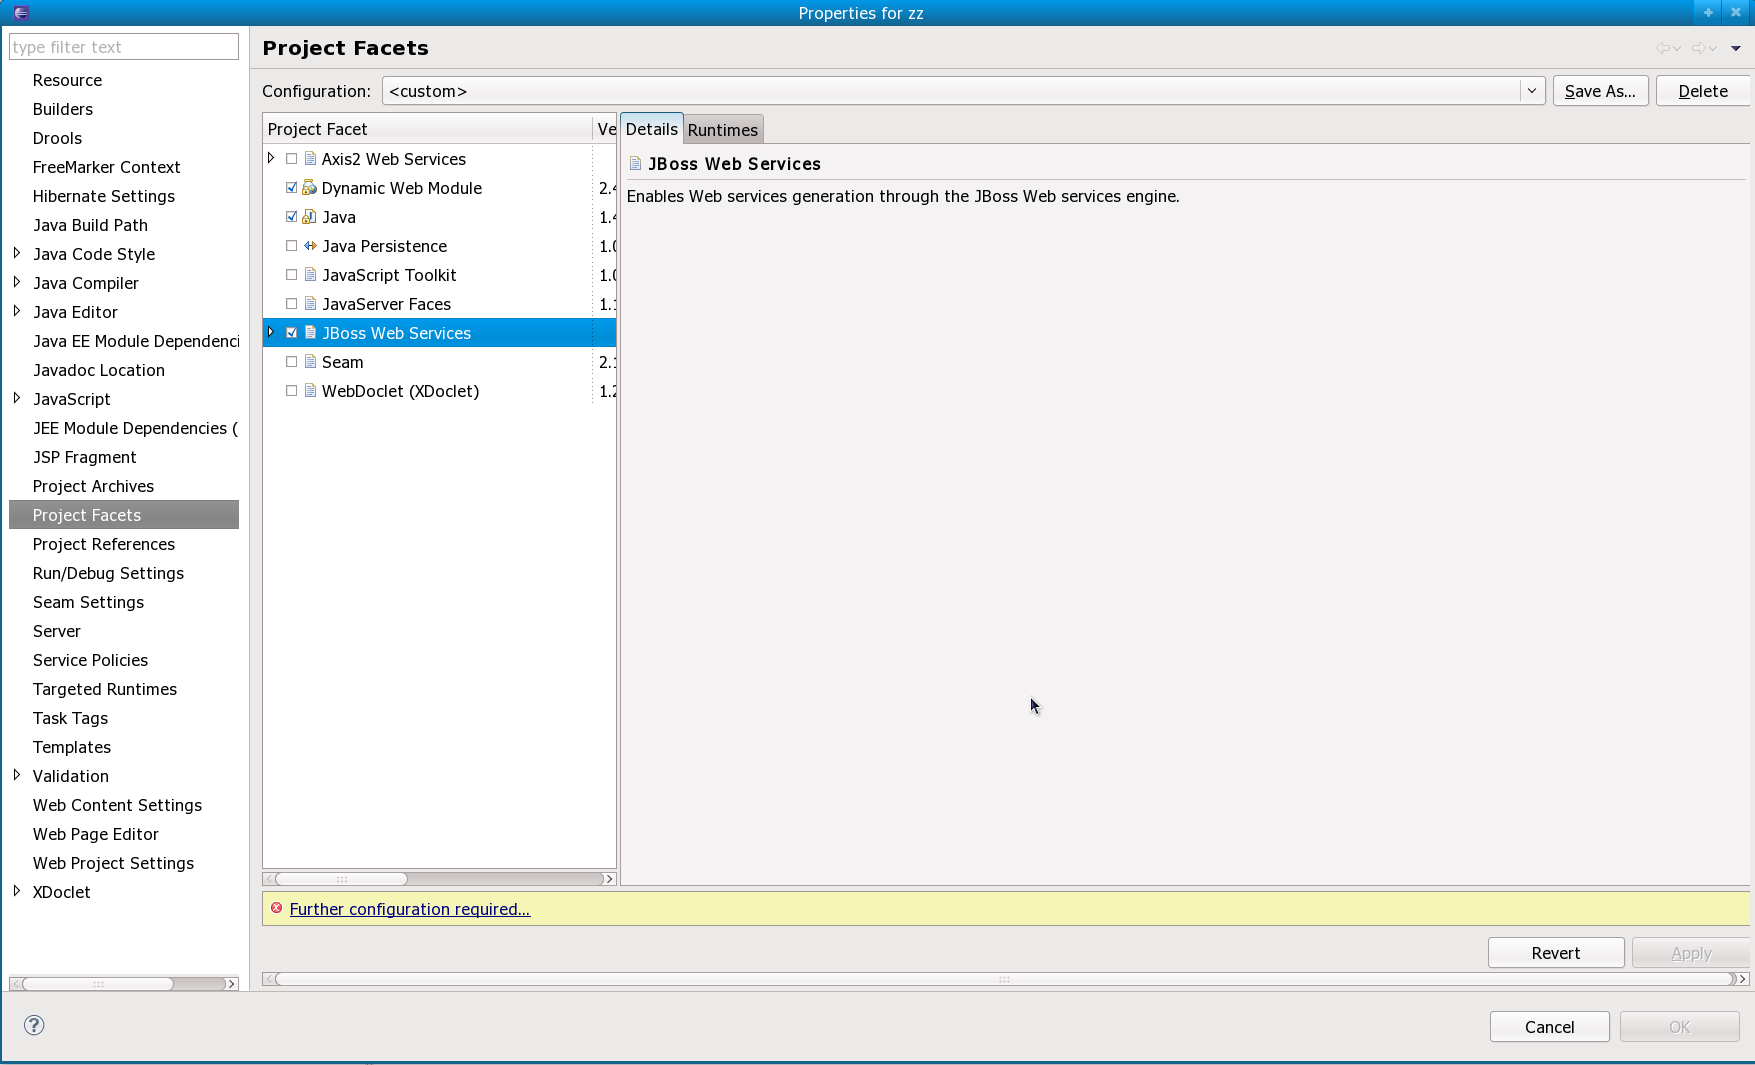 Properties for zz
type filter text
Resource
Builders
Drools
FreeMarker Context
Hibernate Settings
Java Build Path
Java Code Style
Java Compiler
Java Editor
Java EE Module Dependenci
Javadoc Location
JavaScript
JEE Module Dependencies (
JSP Fragment
Project Archives
Project Facets
Project References
Run/Debug Settings
Seam Settings
Server
Service Policies
Targeted Runtimes
Task Tags
Templates
Validation
Web Content Settings
Web Page Editor
Web Project Settings
XDoclet
Project Facets
Configuration: <custom> Save As... Delete
Project Facet Ve
Axis2 Web Services
Dynamic Web Module 2.4
Java 1.4
Java Persistence 1.0
JavaScript Toolkit 1.0
JavaServer Faces 1.1
JBoss Web Services
Seam 2.1
WebDoclet (XDoclet) 1.2
Details Runtimes
JBoss Web Services
Enables Web services generation through the JBoss Web services engine.
Further configuration required...
Revert Apply
Cancel OK